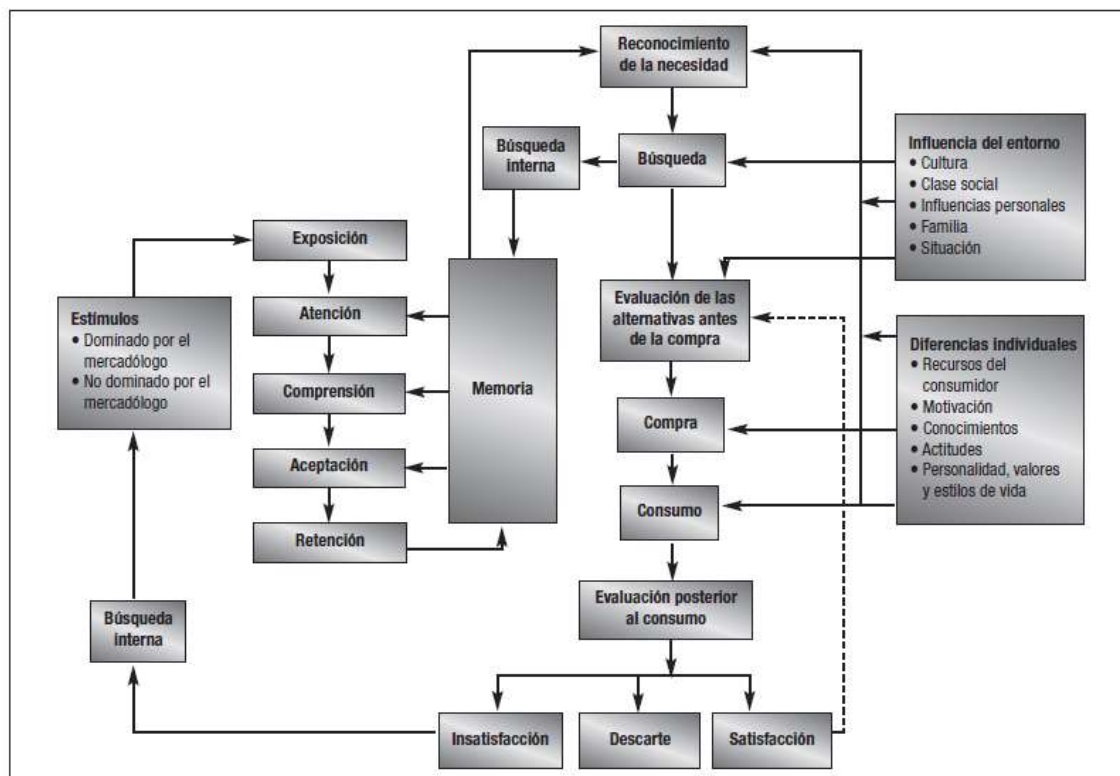 Reconocimiento
de la necesidad
Búsqueda
interna
Búsqueda
Influencia del entorno
• Cultura
• Clase social
• Influencias personales
• Familia
• Situación
Exposición
Estímulos
• Dominado por el
mercadólogo
• No dominado por el
mercadólogo
Atención
Comprensión
Aceptación
Retención
Memoria
Evaluación de las
alternativas antes
de la compra
Diferencias individuales
• Recursos del
consumidor
• Motivación
• Conocimientos
• Actitudes
• Personalidad, valores
y estilos de vida
Compra
Consumo
Evaluación posterior
al consumo
Búsqueda
interna
Insatisfacción
Descarte
Satisfacción